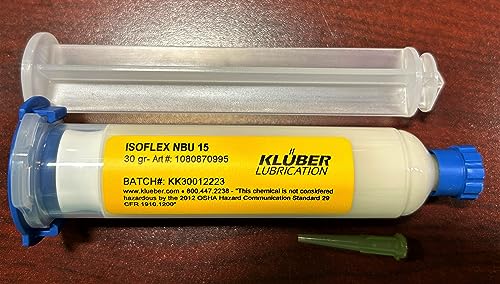 ISOFLEX NBU 15
30 gr- Art#: 1080870995
KLÜBER
LUBRICATION
BATCH#: KK30012223
www.klueber.com • 800.447.2238 - "This chemical is not considered
hazardous by the 2012 OSHA Hazard Communication Standard 29
CFR 1910.1200"